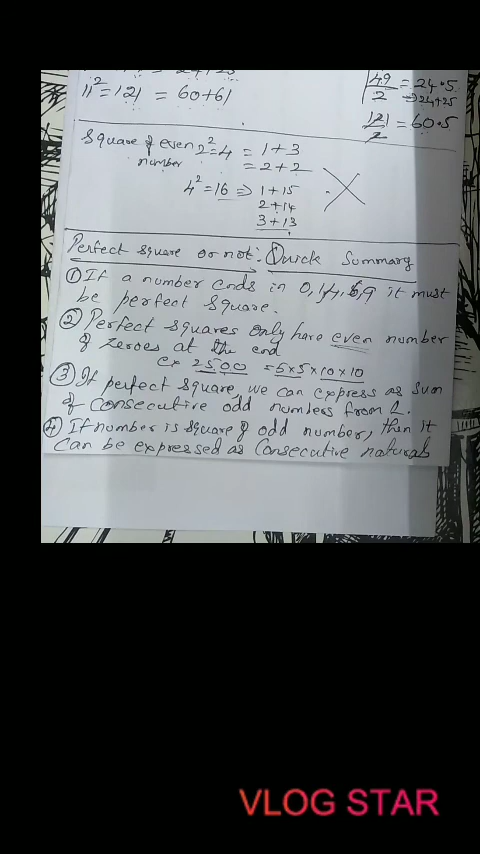 11² = 121 = 60+61
49/2 = 24.5
⇒ 24+25
121/2 = 60.5
Square of even 2² = 4 = 1+3
number = 2+2
4² = 16 ⇒ 1+15
2+14
3+13
Perfect square or not: Quick Summary
① If a number ends in 0,1,4,5,6,9 it must
be perfect square.
② Perfect squares only have even number
of zeroes at the end
ex 2500 = 5×5×10×10
③ If perfect square, we can express as sum
of consecutive odd numbers from 1.
④ If number is square of odd number, then it
can be expressed as consecutive natural
VLOG STAR